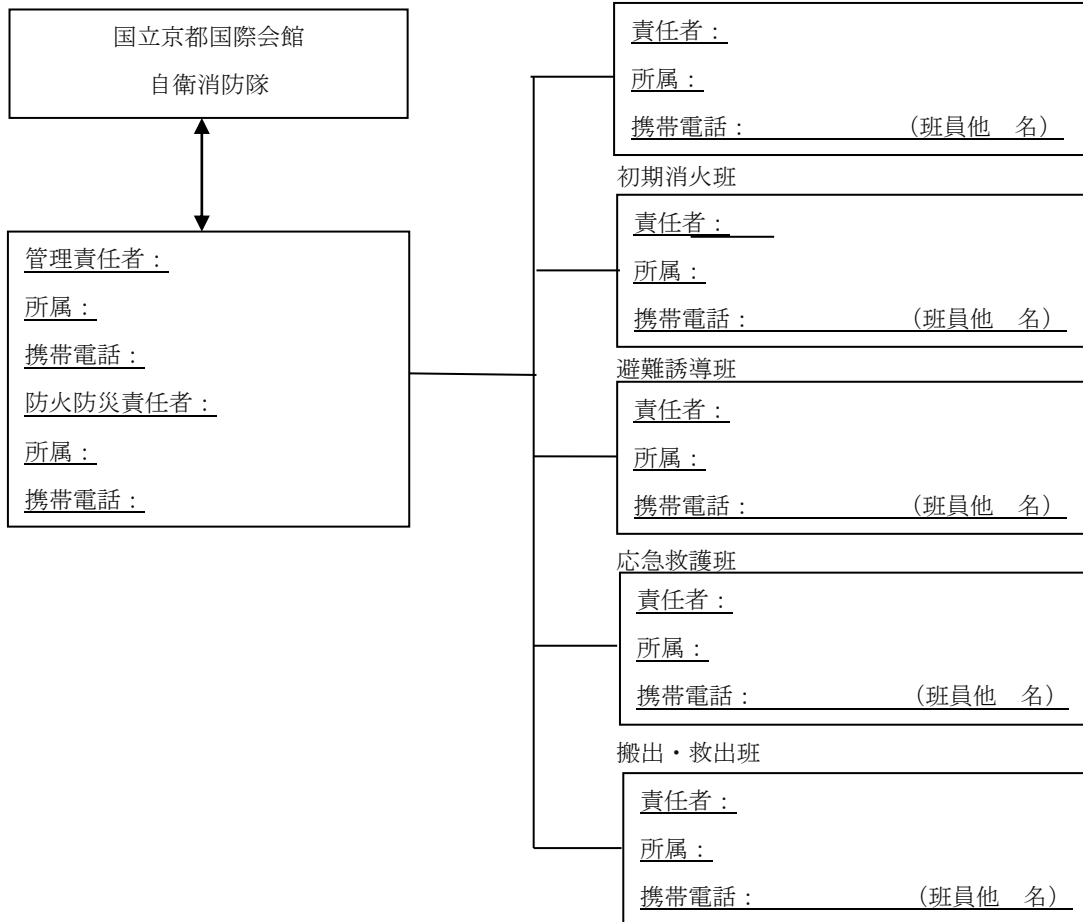 国立京都国際会館
自衛消防隊
管理責任者：
所属：
携帯電話：
防火防災責任者：
所属：
携帯電話：
責任者：
所属：
携帯電話：　　　　　　　（班員他　名）
初期消火班
責任者：
所属：
携帯電話：　　　　　　　（班員他　名）
避難誘導班
責任者：
所属：
携帯電話：　　　　　　　（班員他　名）
応急救護班
責任者：
所属：
携帯電話：　　　　　　　（班員他　名）
搬出・救出班
責任者：
所属：
携帯電話：　　　　　　　（班員他　名）